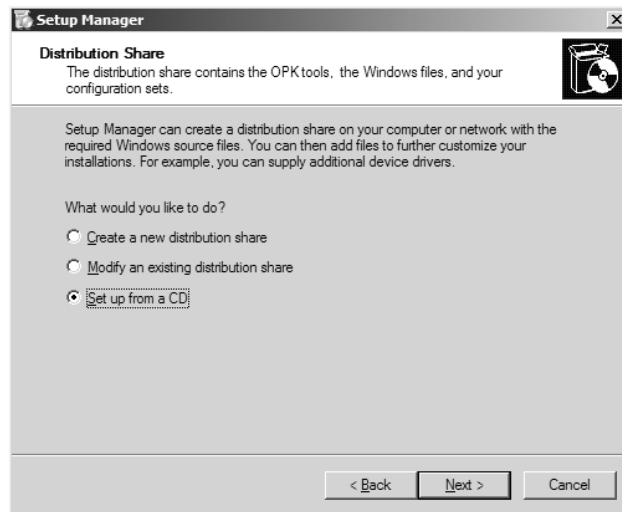 Setup Manager
Distribution Share
The distribution share contains the OPK tools, the Windows files, and your
configuration sets.
Setup Manager can create a distribution share on your computer or network with the
required Windows source files. You can then add files to further customize your
installations. For example, you can supply additional device drivers.
What would you like to do?
Create a new distribution share
Modify an existing distribution share
Set up from a CD
< Back Next > Cancel